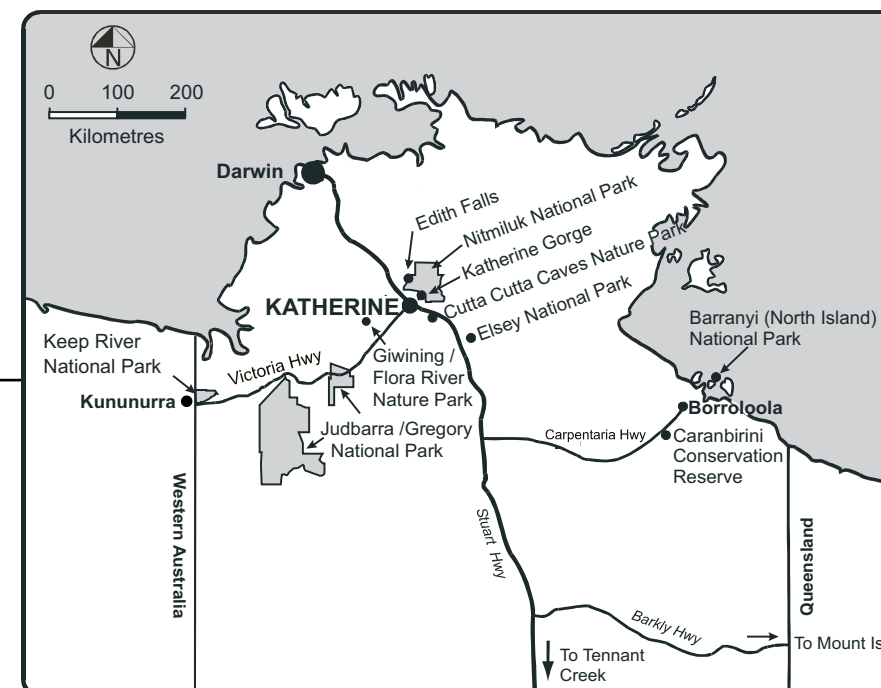 N
0 100 200
Kilometres
Darwin
Edith Falls
Nitmiluk National Park
Katherine Gorge
Cutta Cutta Caves Nature Park
Elsey National Park
KATHERINE
Barranyi (North Island)
National Park
Keep River
National Park
Victoria Hwy
Giwining /
Flora River
Nature Park
Kununurra
Borroloola
Judbarra /Gregory
National Park
Carpentaria Hwy
Caranbirini
Conservation
Reserve
Western Australia
Stuart Hwy
Queensland
Barkly Hwy
To Mount Is
To Tennant
Creek